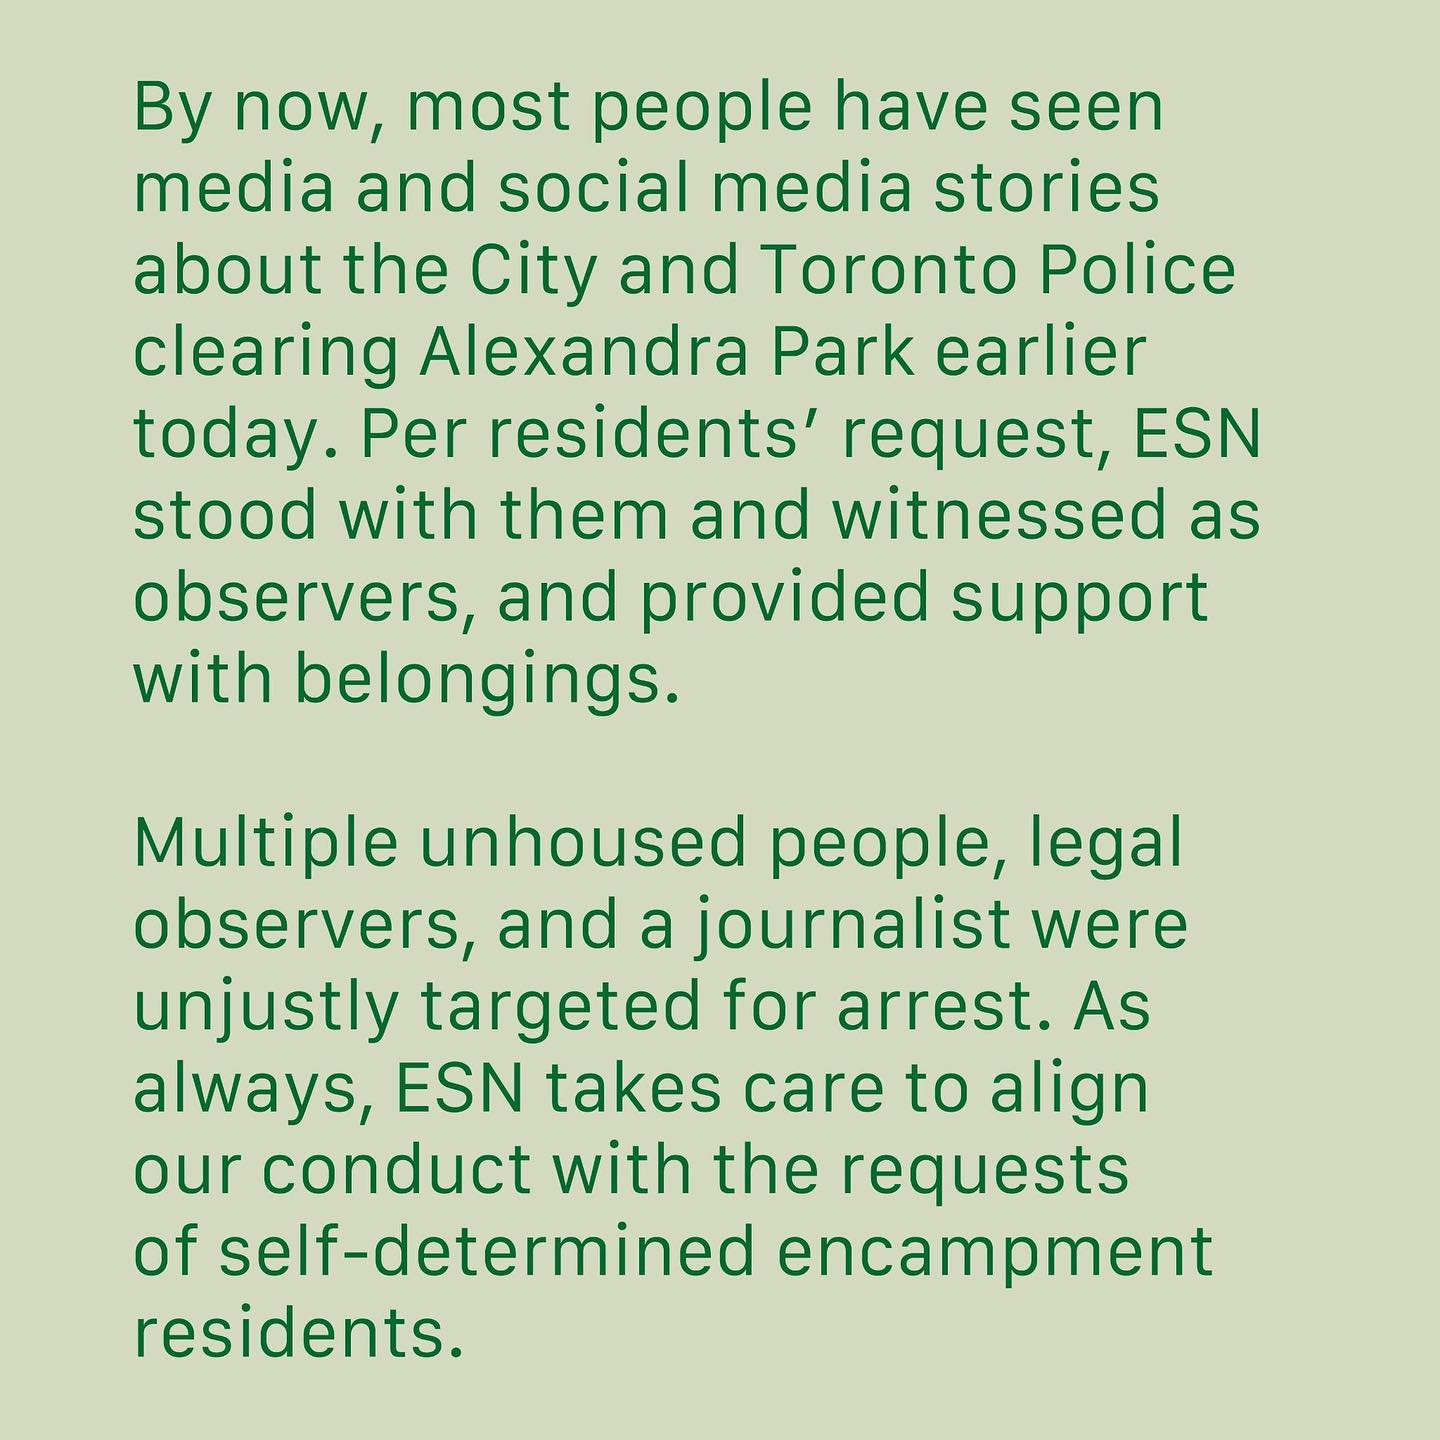 By now, most people have seen
media and social media stories
about the City and Toronto Police
clearing Alexandra Park earlier
today. Per residents’ request, ESN
stood with them and witnessed as
observers, and provided support
with belongings.
Multiple unhoused people, legal
observers, and a journalist were
unjustly targeted for arrest. As
always, ESN takes care to align
our conduct with the requests
of self-determined encampment
residents.